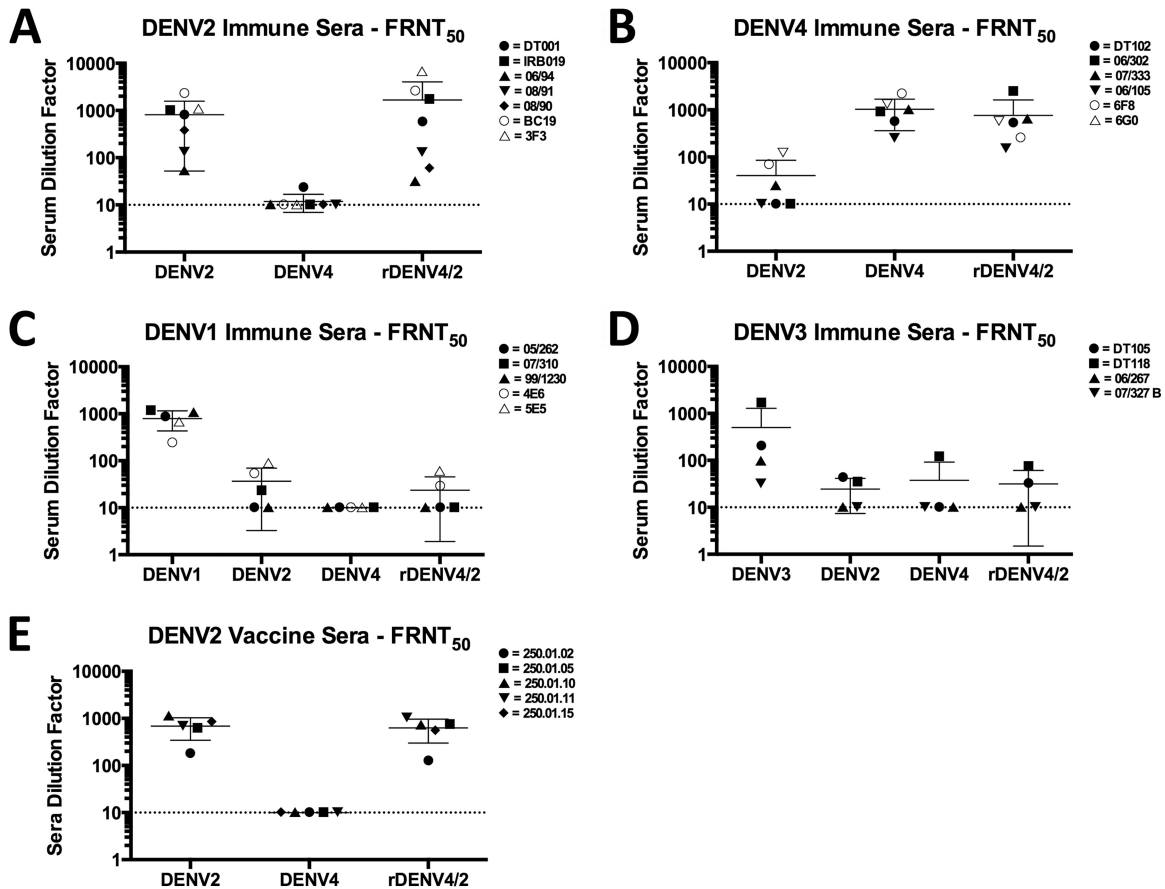 A
DENV2 Immune Sera - FRNT50
Serum Dilution Factor
10000
1000
100
10
1
DENV2 DENV4 rDENV4/2
= DT001
= IRB019
= 06/94
= 08/91
= 08/90
= BC19
= 3F3
B
DENV4 Immune Sera - FRNT50
Serum Dilution Factor
10000
1000
100
10
1
DENV2 DENV4 rDENV4/2
= DT102
= 06/302
= 07/333
= 06/105
= 6F8
= 6G0
C
DENV1 Immune Sera - FRNT50
Serum Dilution Factor
10000
1000
100
10
1
DENV1 DENV2 DENV4 rDENV4/2
= 05/262
= 07/310
= 99/1230
= 4E6
= 5E5
D
DENV3 Immune Sera - FRNT50
Serum Dilution Factor
10000
1000
100
10
1
DENV3 DENV2 DENV4 rDENV4/2
= DT105
= DT118
= 06/267
= 07/327 B
E
DENV2 Vaccine Sera - FRNT50
Sera Dilution Factor
10000
1000
100
10
1
DENV2 DENV4 rDENV4/2
= 250.01.02
= 250.01.05
= 250.01.10
= 250.01.11
= 250.01.15